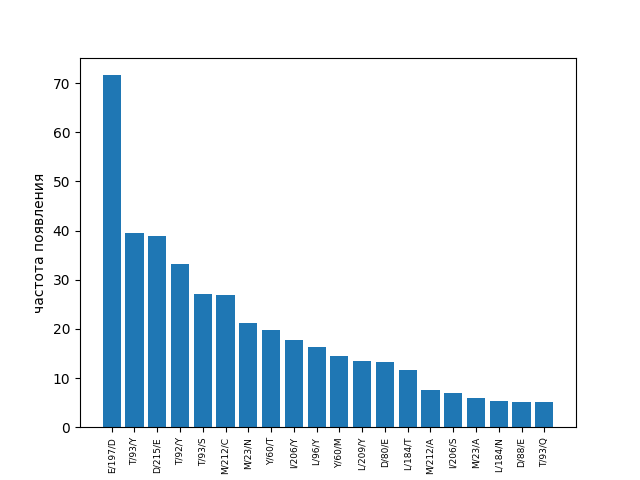 70
60
50
40
30
20
10
0
частота появления
E/197/D
T/93/Y
D/215/E
T/92/Y
T/93/S
M/212/C
M/23/N
Y/60/T
I/206/Y
L/96/Y
Y/60/M
L/209/Y
D/80/E
L/184/T
M/212/A
I/206/S
M/23/A
L/184/N
D/88/E
T/93/Q